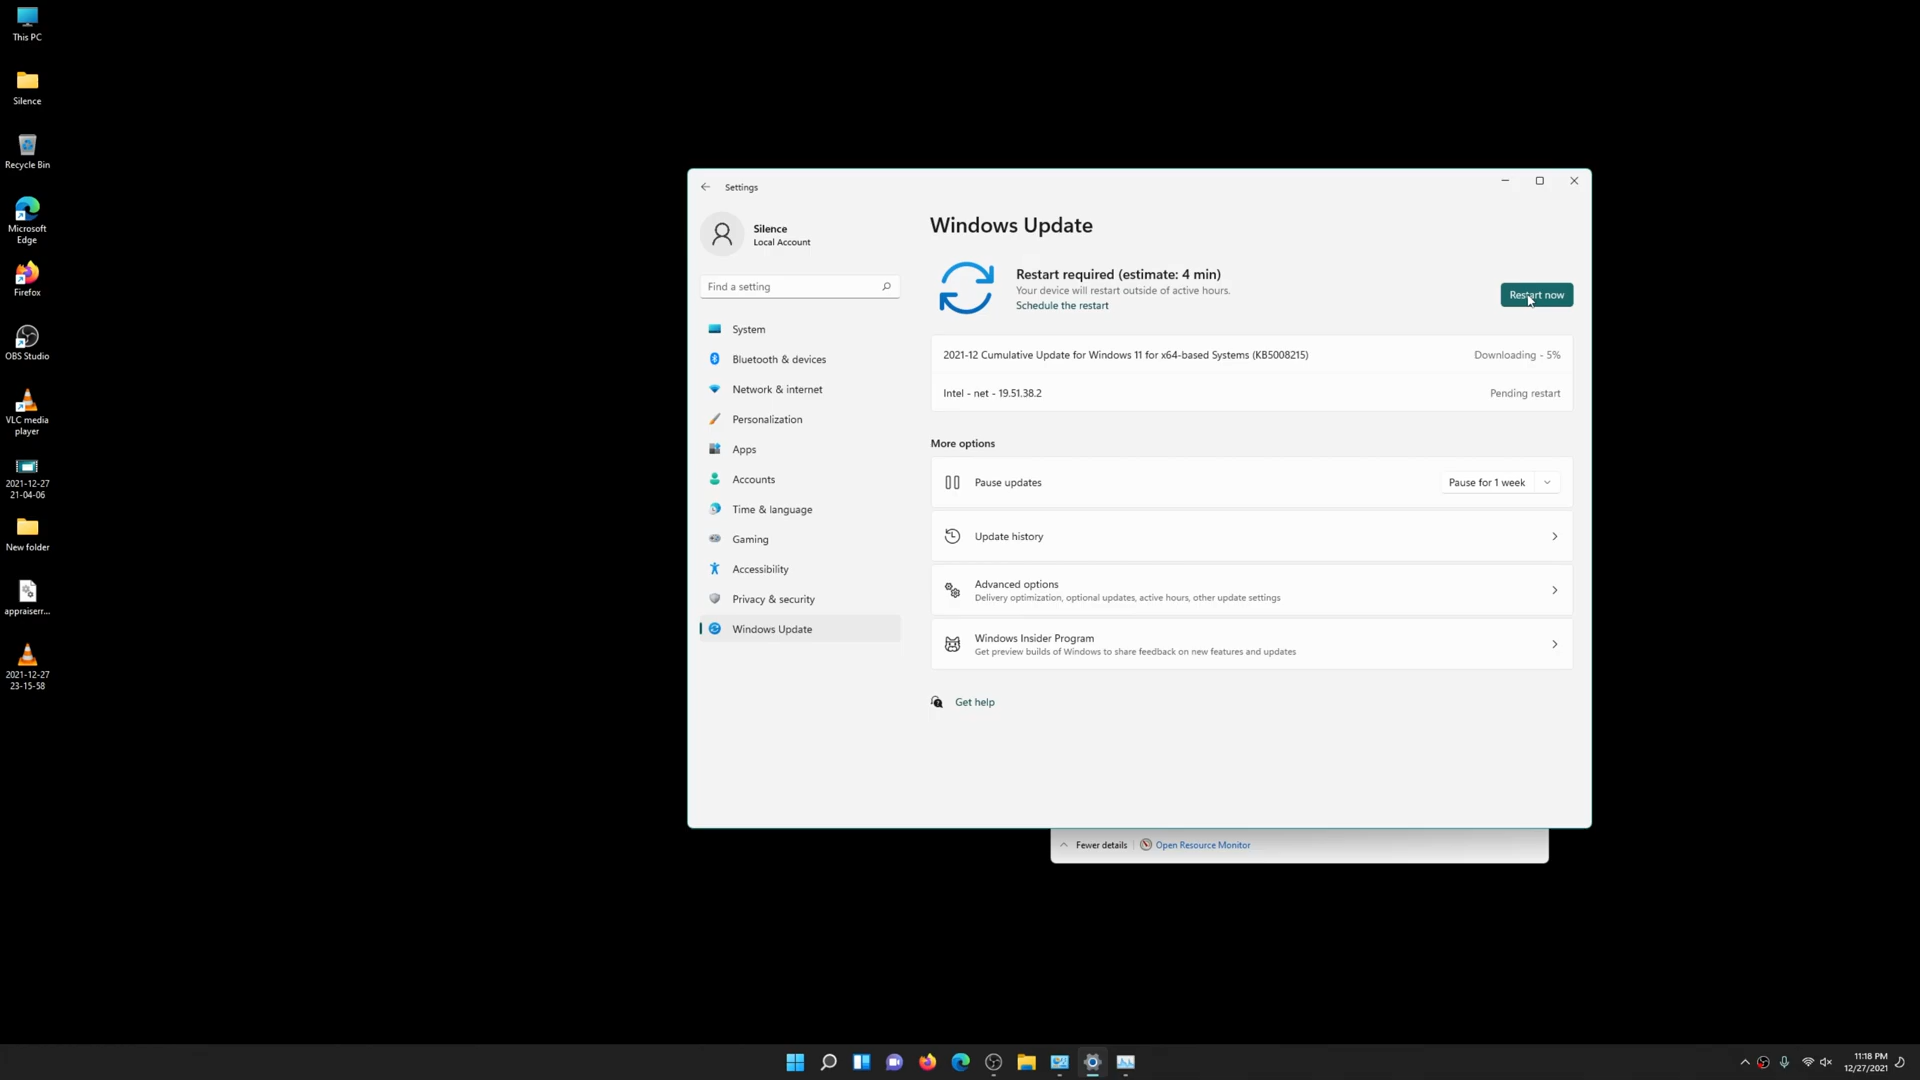 This PC
Silence
Recycle Bin
Microsoft
Edge
Firefox
OBS Studio
VLC media
player
2021-12-27
21-04-06
New folder
appraiserr...
2021-12-27
23-15-58
Settings
Silence
Local Account
Find a setting
System
Bluetooth & devices
Network & internet
Personalization
Apps
Accounts
Time & language
Gaming
Accessibility
Privacy & security
Windows Update
Windows Update
Restart required (estimate: 4 min)
Your device will restart outside of active hours.
Schedule the restart
Restart now
2021-12 Cumulative Update for Windows 11 for x64-based Systems (KB5008215)
Downloading - 5%
Intel - net - 19.51.38.2
Pending restart
More options
Pause updates
Pause for 1 week
Update history
Advanced options
Delivery optimization, optional updates, active hours, other update settings
Windows Insider Program
Get preview builds of Windows to share feedback on new features and updates
Get help
Fewer details
Open Resource Monitor
11:18 PM
12/27/2021